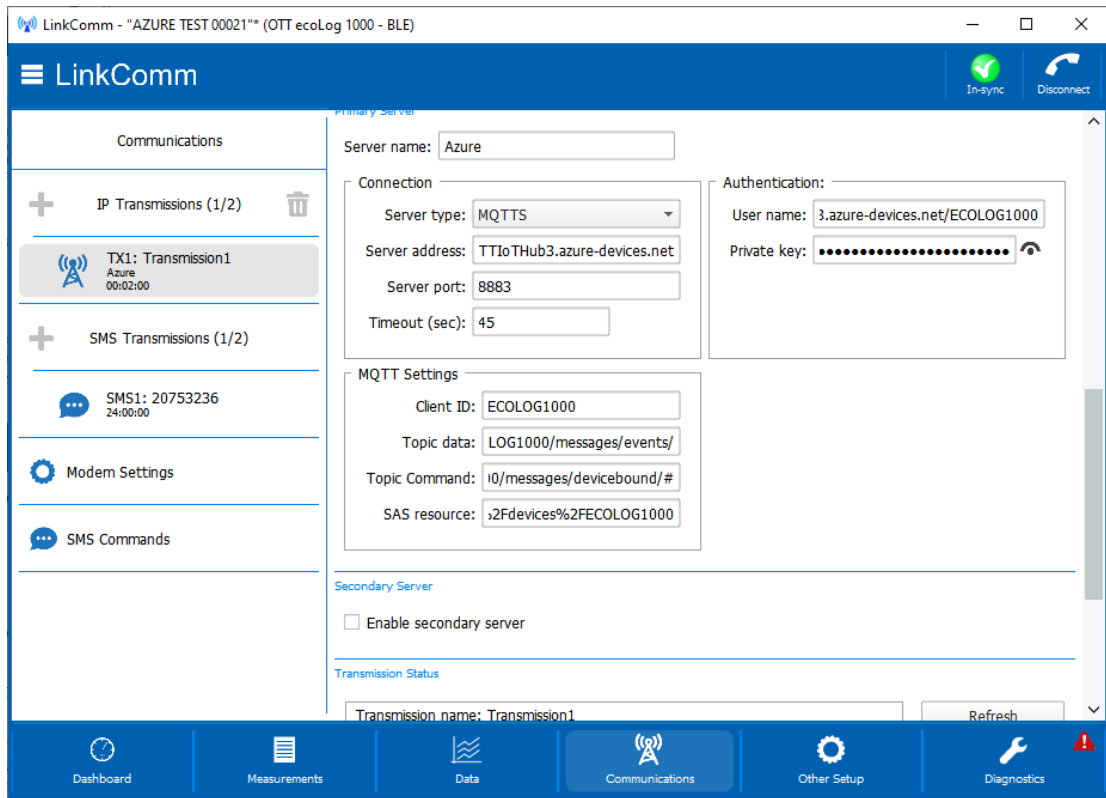 LinkComm - "AZURE TEST 00021"* (OTT ecoLog 1000 - BLE)
LinkComm
In-sync
Disconnect
Communications
IP Transmissions (1/2)
TX1: Transmission1
Azure
00:02:00
SMS Transmissions (1/2)
SMS1: 20753236
24:00:00
Modem Settings
SMS Commands
Primary Server
Server name: Azure
Connection
Server type: MQTTS
Server address: TTIoTHub3.azure-devices.net
Server port: 8883
Timeout (sec): 45
Authentication:
User name: 3.azure-devices.net/ECOLOG1000
Private key: ●●●●●●●●●●●●●●●●●●●●●●●
MQTT Settings
Client ID: ECOLOG1000
Topic data: LOG1000/messages/events/
Topic Command: 00/messages/devicebound/#
SAS resource: %2Fdevices%2FECOLOG1000
Secondary Server
Enable secondary server
Transmission Status
Transmission name: Transmission1
Refresh
Dashboard
Measurements
Data
Communications
Other Setup
Diagnostics